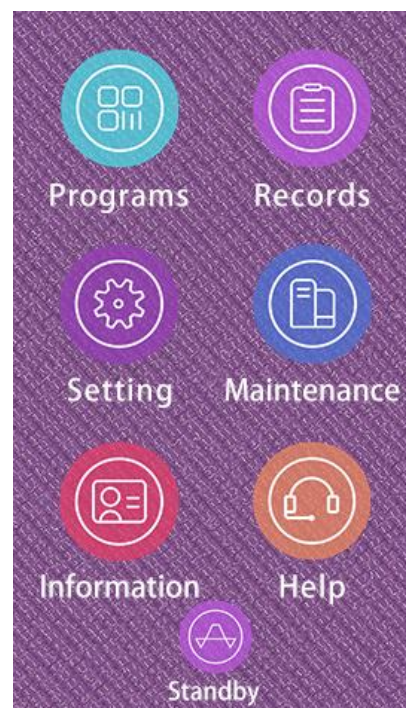 Programs Records
Setting Maintenance
Information Help
Standby